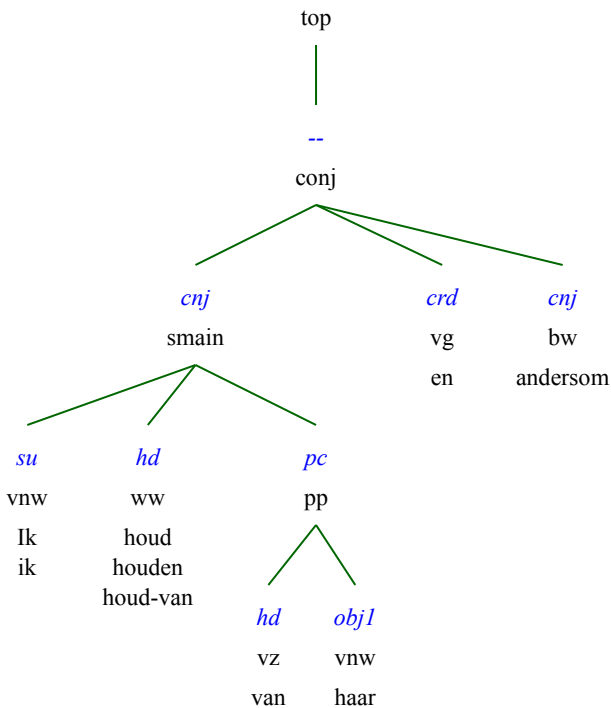 top
--
conj
cnj crd cnj
smain vg bw
en andersom
su hd pc
vnw ww pp
Ik houd
ik houden
houd-van
hd obj1
vz vnw
van haar